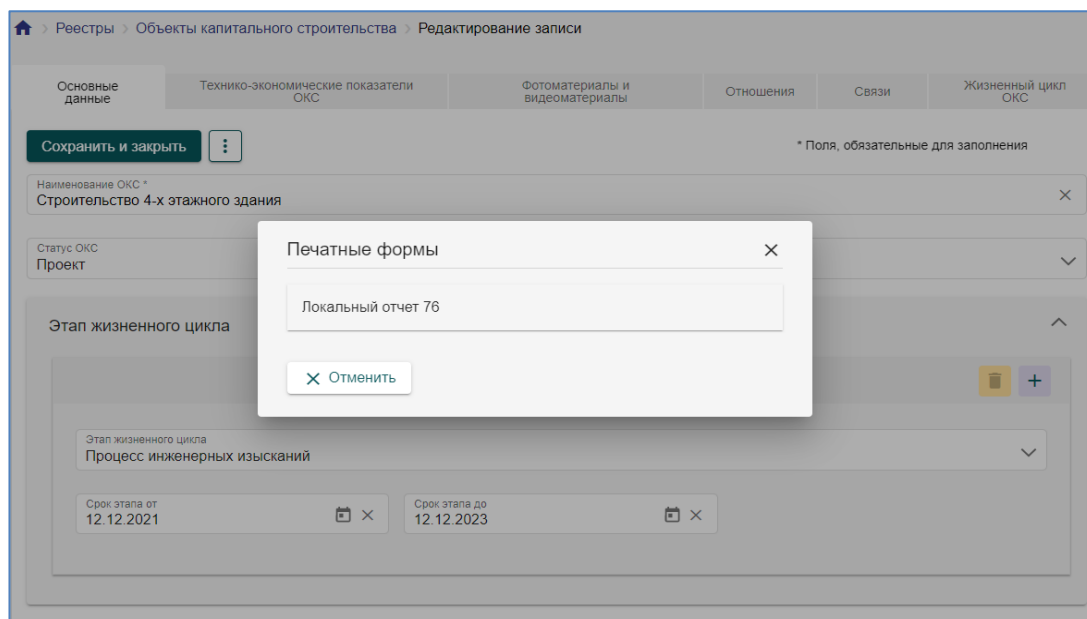 Реестры > Объекты капитального строительства > Редактирование записи
Основные
данные
Технико-экономические показатели
ОКС
Фотоматериалы и
видеоматериалы
Отношения
Связи
Жизненный цикл
ОКС
Сохранить и закрыть
* Поля, обязательные для заполнения
Наименование ОКС *
Строительство 4-х этажного здания
Статус ОКС
Проект
Печатные формы
Локальный отчет 76
Отменить
Этап жизненного цикла
Этап жизненного цикла
Процесс инженерных изысканий
Срок этапа от
12.12.2021
Срок этапа до
12.12.2023